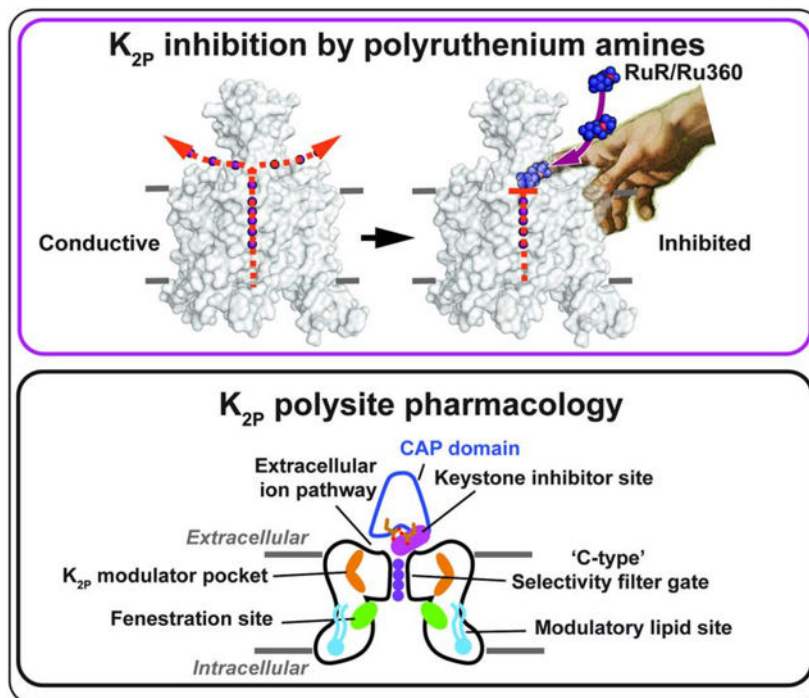 K2P inhibition by polyruthenium amines
RuR/Ru360
Conductive
Inhibited
K2P polysite pharmacology
CAP domain
Extracellular
ion pathway
Keystone inhibitor site
Extracellular
'C-type'
Selectivity filter gate
K2P modulator pocket
Fenestration site
Modulatory lipid site
Intracellular